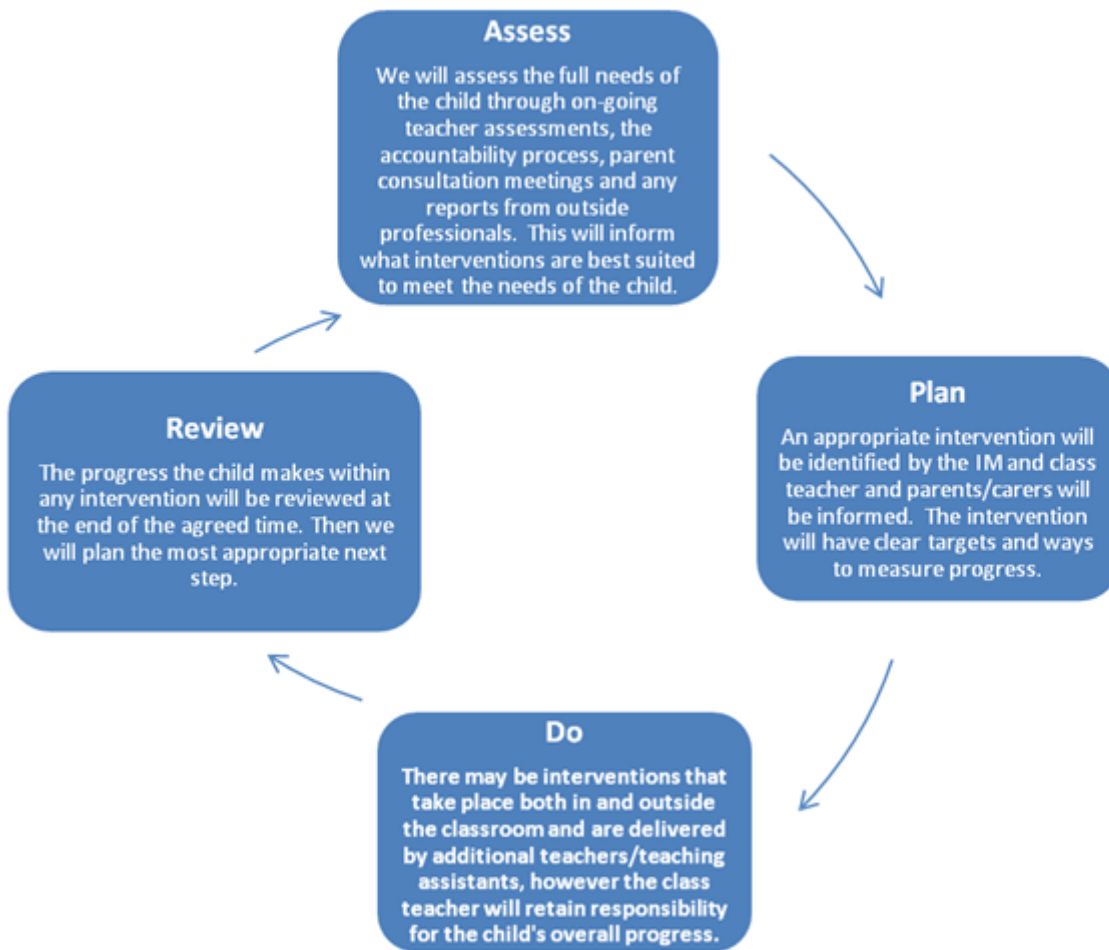 Assess
We will assess the full needs of
the child through on-going
teacher assessments, the
accountability process, parent
consultation meetings and any
reports from outside
professionals.  This will inform
what interventions are best suited
to meet the needs of the child.
Plan
An appropriate intervention will
be identified by the IM and class
teacher and parents/carers will
be informed.  The intervention
will have clear targets and ways
to measure progress.
Do
There may be interventions that
take place both in and outside
the classroom and are delivered
by additional teachers/teaching
assistants, however the class
teacher will retain responsibility
for the child's overall progress.
Review
The progress the child makes within
any intervention will be reviewed at
the end of the agreed time.  Then we
will plan the most appropriate next
step.